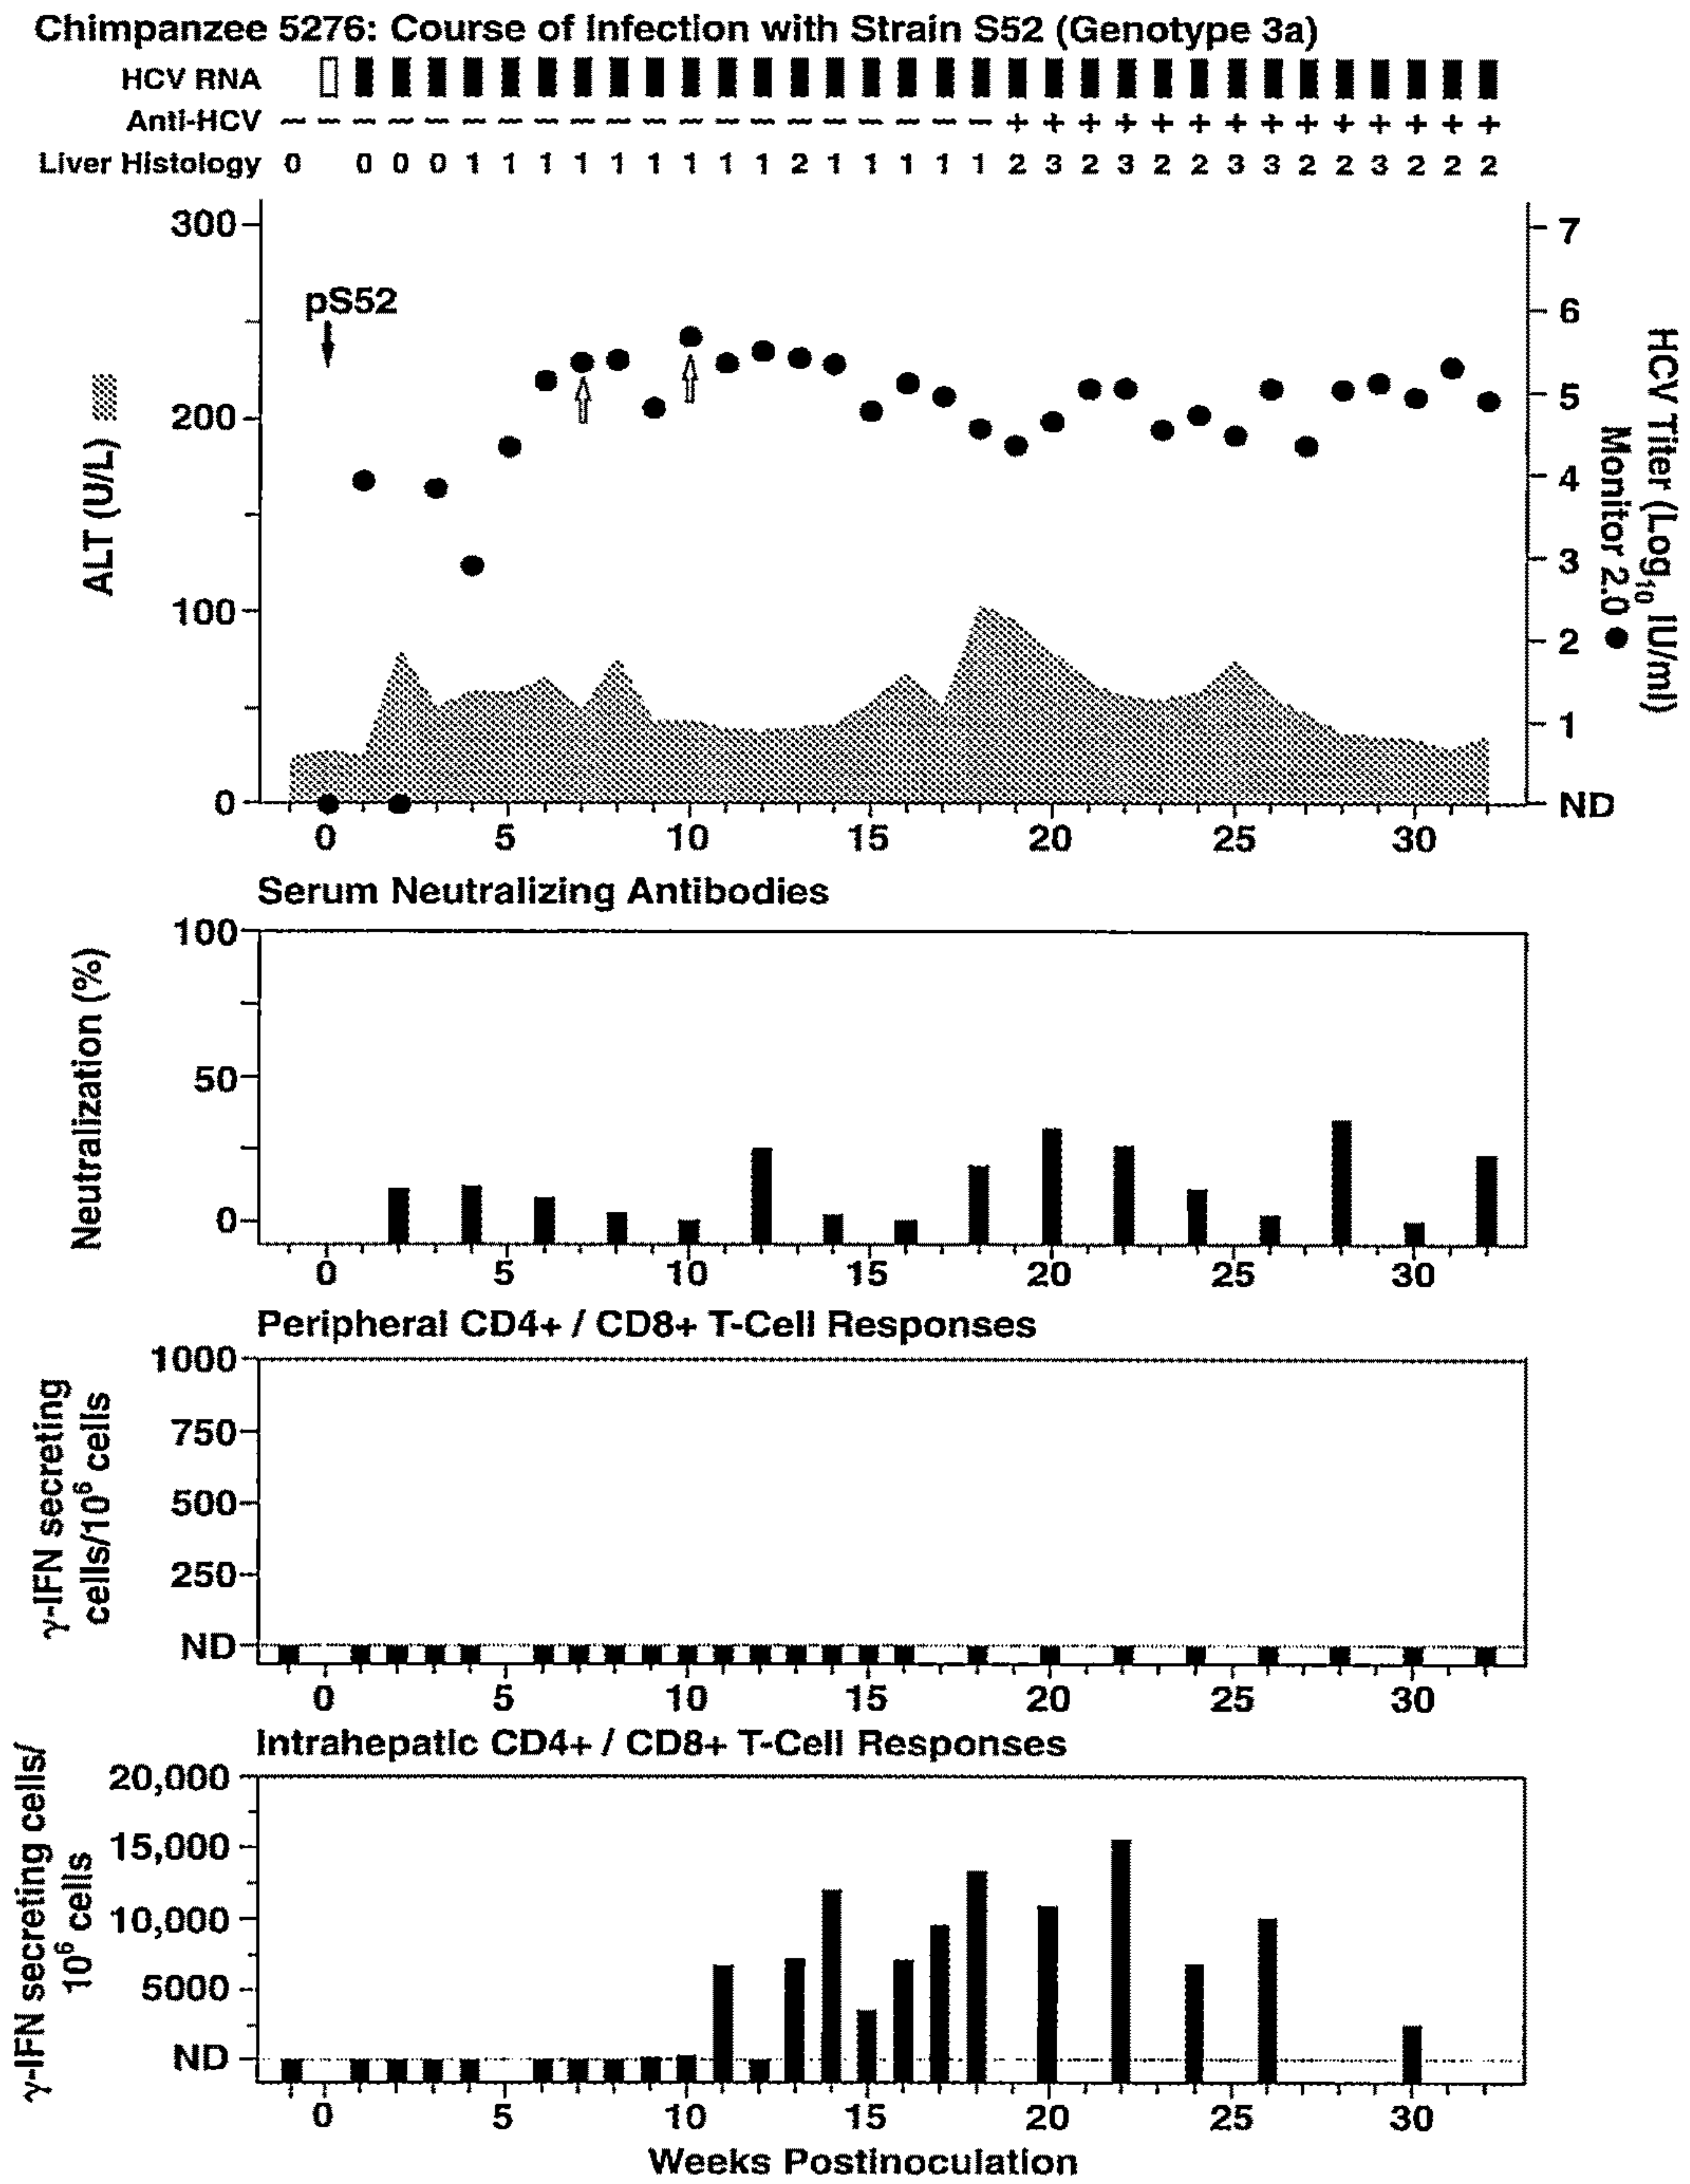 Chimpanzee 5276: Course of Infection with Strain S52 (Genotype 3a)
HCV RNA
Anti-HCV – – – – – – – – – – – – – – – – – – – – + + + + + + + + + + + + + +
Liver Histology 0 0 0 0 1 1 1 1 1 1 1 1 1 2 1 1 1 1 1 2 3 2 3 2 2 3 3 2 2 3 2 2 2
300
200
100
0
ALT (U/L)
pS52
7
6
5
4
3
2
1
ND
HCV Titer (Log10 IU/ml)
Monitor 2.0
0 5 10 15 20 25 30
Serum Neutralizing Antibodies
100
50
0
Neutralization (%)
0 5 10 15 20 25 30
Peripheral CD4+ / CD8+ T-Cell Responses
1000
750
500
250
ND
γ-IFN secreting
cells/10⁶ cells
0 5 10 15 20 25 30
Intrahepatic CD4+ / CD8+ T-Cell Responses
20,000
15,000
10,000
5000
ND
γ-IFN secreting cells/
10⁶ cells
0 5 10 15 20 25 30
Weeks Postinoculation